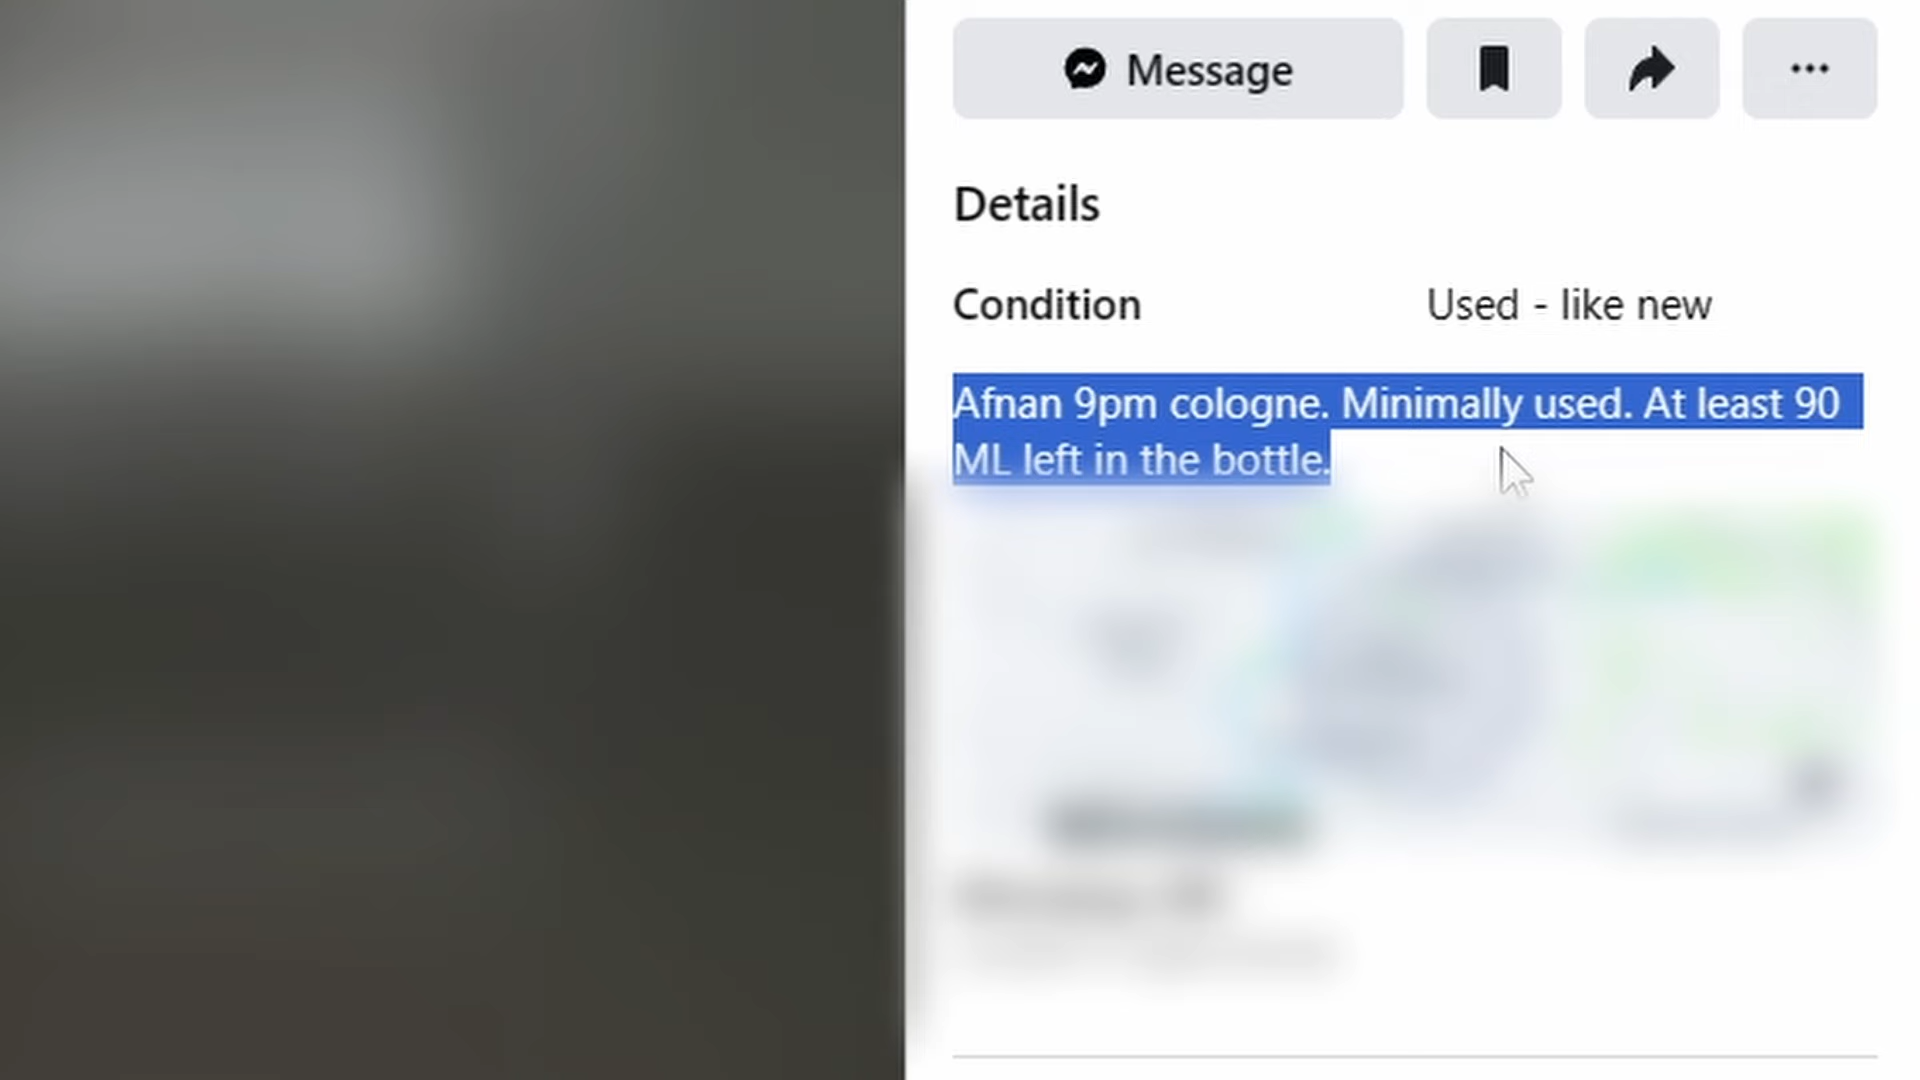 Message
Details
Condition Used - like new
Afnan 9pm cologne. Minimally used. At least 90
ML left in the bottle.